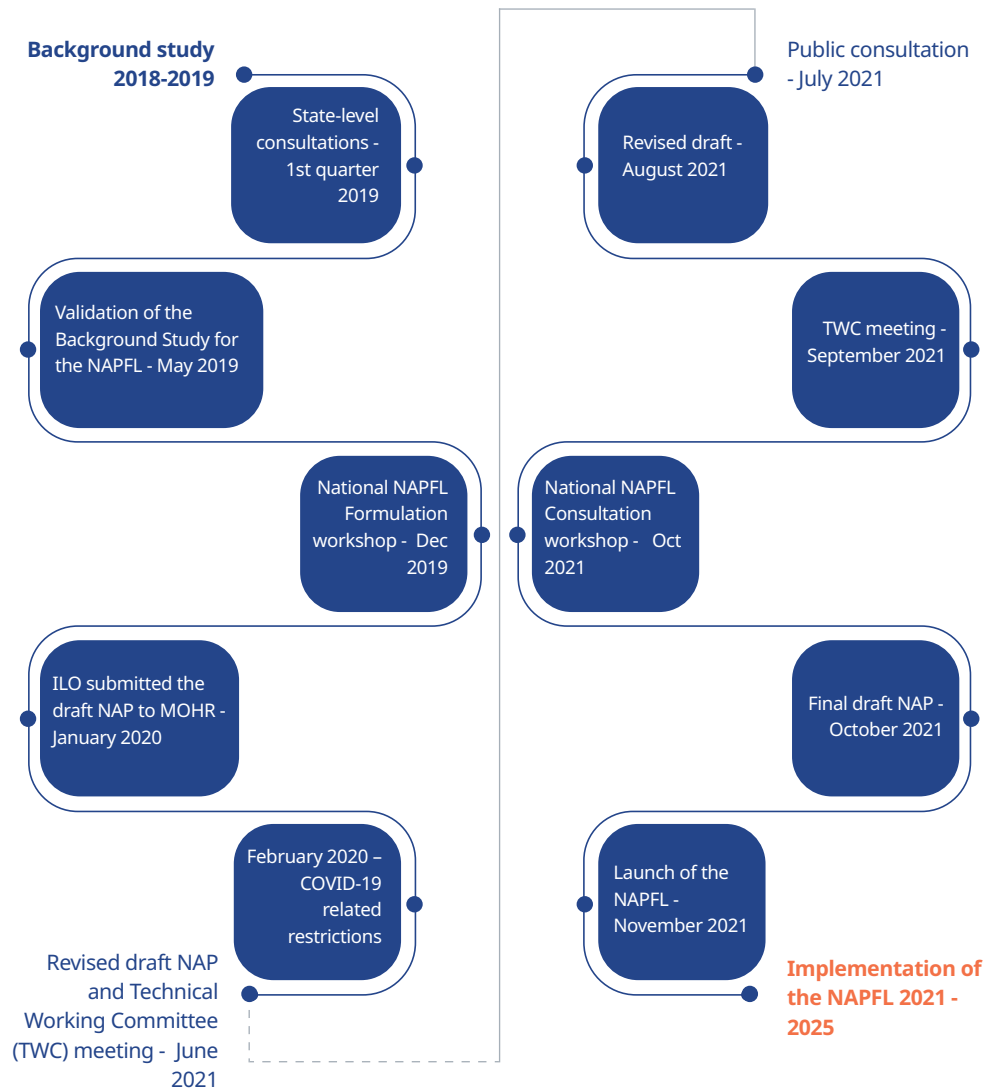 Background study
2018-2019
State-level
consultations -
1st quarter
2019
Validation of the
Background Study for
the NAPFL - May 2019
National NAPFL
Formulation
workshop -  Dec
2019
ILO submitted the
draft NAP to MOHR -
January 2020
February 2020 –
COVID-19
related
restrictions
Revised draft NAP
and Technical
Working Committee
(TWC) meeting -  June
2021
Public consultation
- July 2021
Revised draft -
August 2021
TWC meeting -
September 2021
National NAPFL
Consultation
workshop -   Oct
2021
Final draft NAP -
October 2021
Launch of the
NAPFL -
November 2021
Implementation of
the NAPFL 2021 -
2025